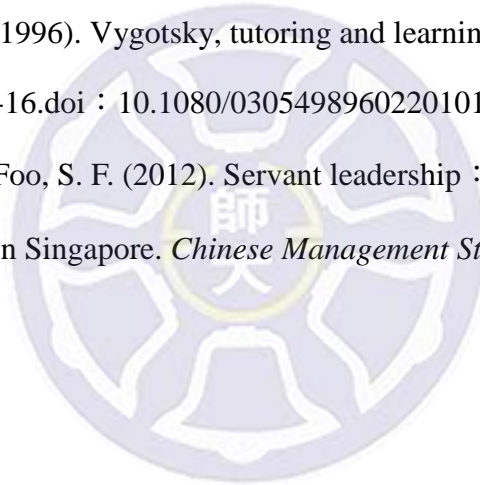 1996). Vygotsky, tutoring and learnin
-16.doi：10.1080/0305498960220101
Foo, S. F. (2012). Servant leadership：
師大
n Singapore. Chinese Management St